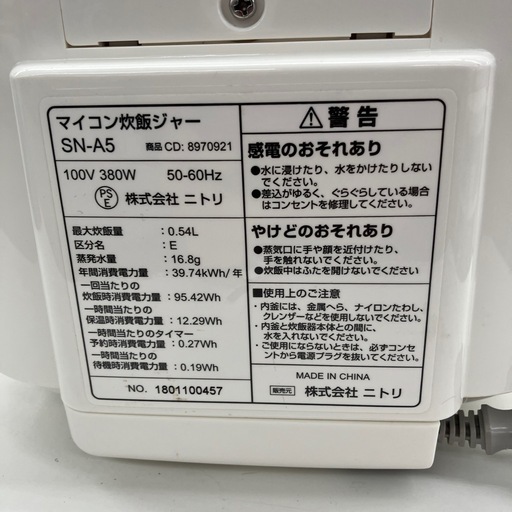 マイコン炊飯ジャー
SN-A5 商品CD: 8970921
100V 380W 50-60Hz
PSE 株式会社 ニトリ
最大炊飯量 : 0.54L
区分名 : E
蒸発水量 : 16.8g
年間消費電力量 : 39.74kWh/年
一回当たりの
炊飯時消費電力量 : 95.42Wh
一時間当たりの
保温時消費電力量 : 12.29Wh
一時間当たりのタイマー
予約時消費電力量 : 0.27Wh
一時間当たりの
待機時消費電力量 : 0.19Wh
NO. 1801100457
警告
感電のおそれあり
●水に浸けたり、水をかけたりしない
でください。
●差込がゆるく、ぐらぐらしている場合
はコンセントを修理してください。
やけどのおそれあり
●蒸気口に手や顔を近付けたり、
手を触れないでください。
●炊飯中はふたを開けないでください
■使用上のご注意
・内釜には、金属へら、ナイロンたわし、
クレンザーなどを使用しないでください。
・内釜と炊飯器本体との間に、
水を入れないでください。
・ご使用にならないときは、必ずコンセ
ントから電源プラグを抜いてください。
MADE IN CHINA
販売元 株式会社 ニトリ